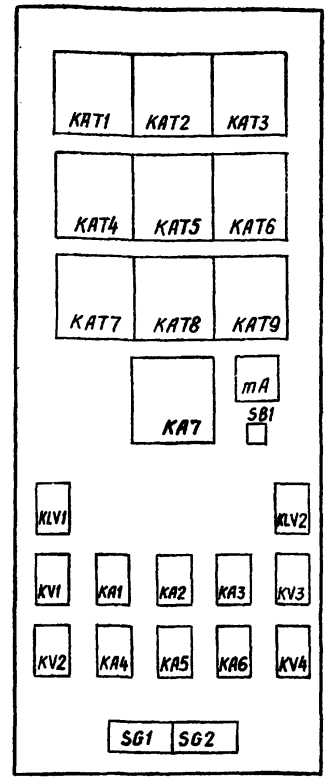 KAT1 KAT2 KAT3
KAT4 KAT5 KAT6
KAT7 KAT8 KAT9
KA7 mA
SB1
KLV1 KLV2
KV1 KA1 KA2 KA3 KV3
KV2 KA4 KA5 KA6 KV4
SG1 SG2